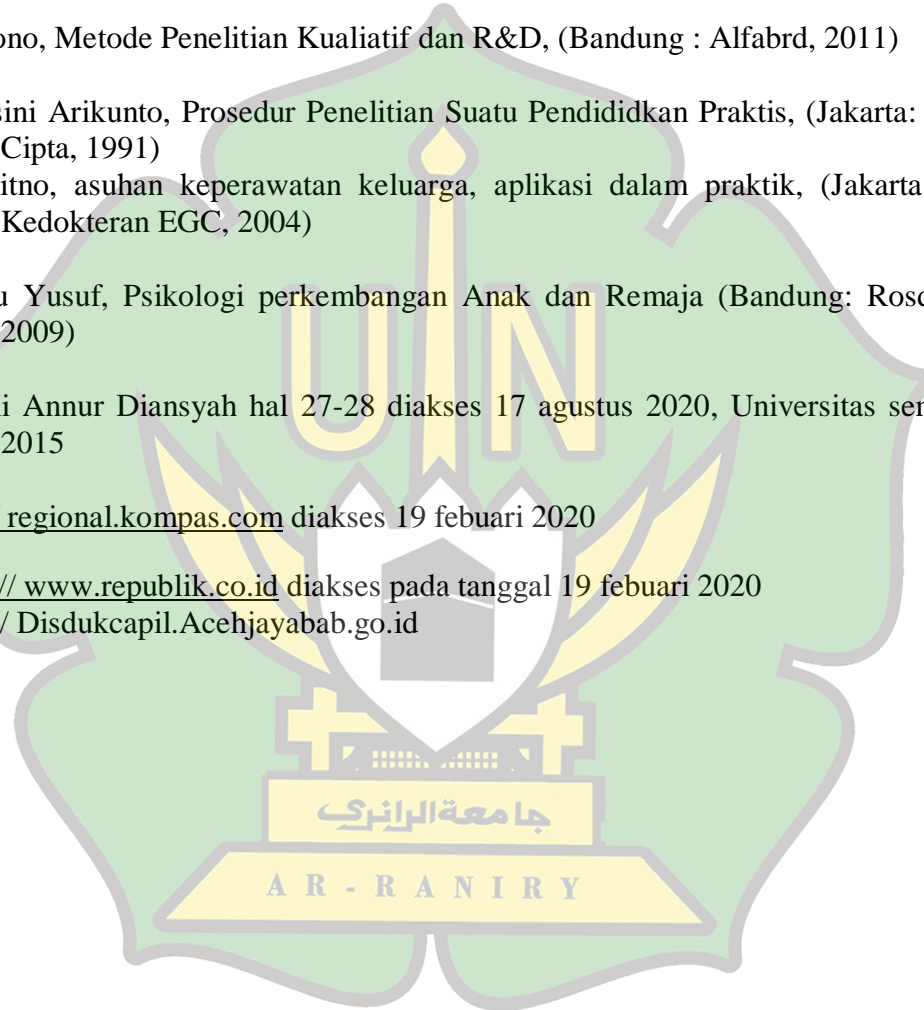 ono, Metode Penelitian Kualiatif dan R&D, (Bandung : Alfabrd, 2011)
sini Arikunto, Prosedur Penelitian Suatu Pendididkan Praktis, (Jakarta:
Cipta, 1991)
itno, asuhan keperawatan keluarga, aplikasi dalam praktik, (Jakarta
Kedokteran EGC, 2004)
u Yusuf, Psikologi perkembangan Anak dan Remaja (Bandung: Rosd
2009)
i Annur Diansyah hal 27-28 diakses 17 agustus 2020, Universitas sem
2015
/ regional.kompas.com diakses 19 febuari 2020
// www.republik.co.id diakses pada tanggal 19 febuari 2020
/ Disdukcapil.Acehjayabab.go.id
UIN
جامعةالرانري
AR-RANIRY